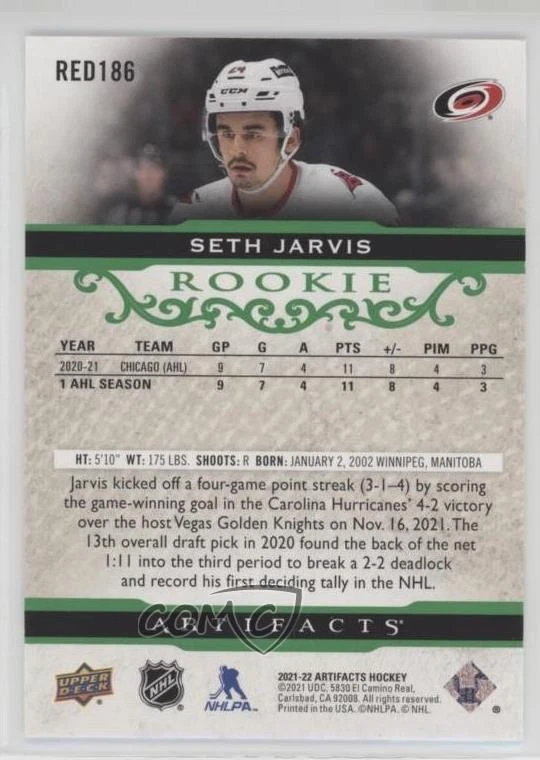 RED186
24
CCM
SETH JARVIS
ROOKIE
YEAR TEAM GP G A PTS +/- PIM PPG
2020-21 CHICAGO (AHL) 9 7 4 11 8 4 3
1 AHL SEASON 9 7 4 11 8 4 3
HT: 5'10" WT: 175 LBS. SHOOTS: R BORN: JANUARY 2, 2002 WINNIPEG, MANITOBA
Jarvis kicked off a four-game point streak (3-1–4) by scoring
the game-winning goal in the Carolina Hurricanes' 4-2 victory
over the host Vegas Golden Knights on Nov. 16, 2021. The
13th overall draft pick in 2020 found the back of the net
1:11 into the third period to break a 2-2 deadlock
and record his first deciding tally in the NHL.
ARTIFACTS®
COMC
UPPER DECK
NHL
NHLPA
2021-22 ARTIFACTS HOCKEY
©2021 UDC. 5830 El Camino Real,
Carlsbad, CA 92008. All rights reserved.
Printed in the USA. ©NHLPA. © NHL.
®